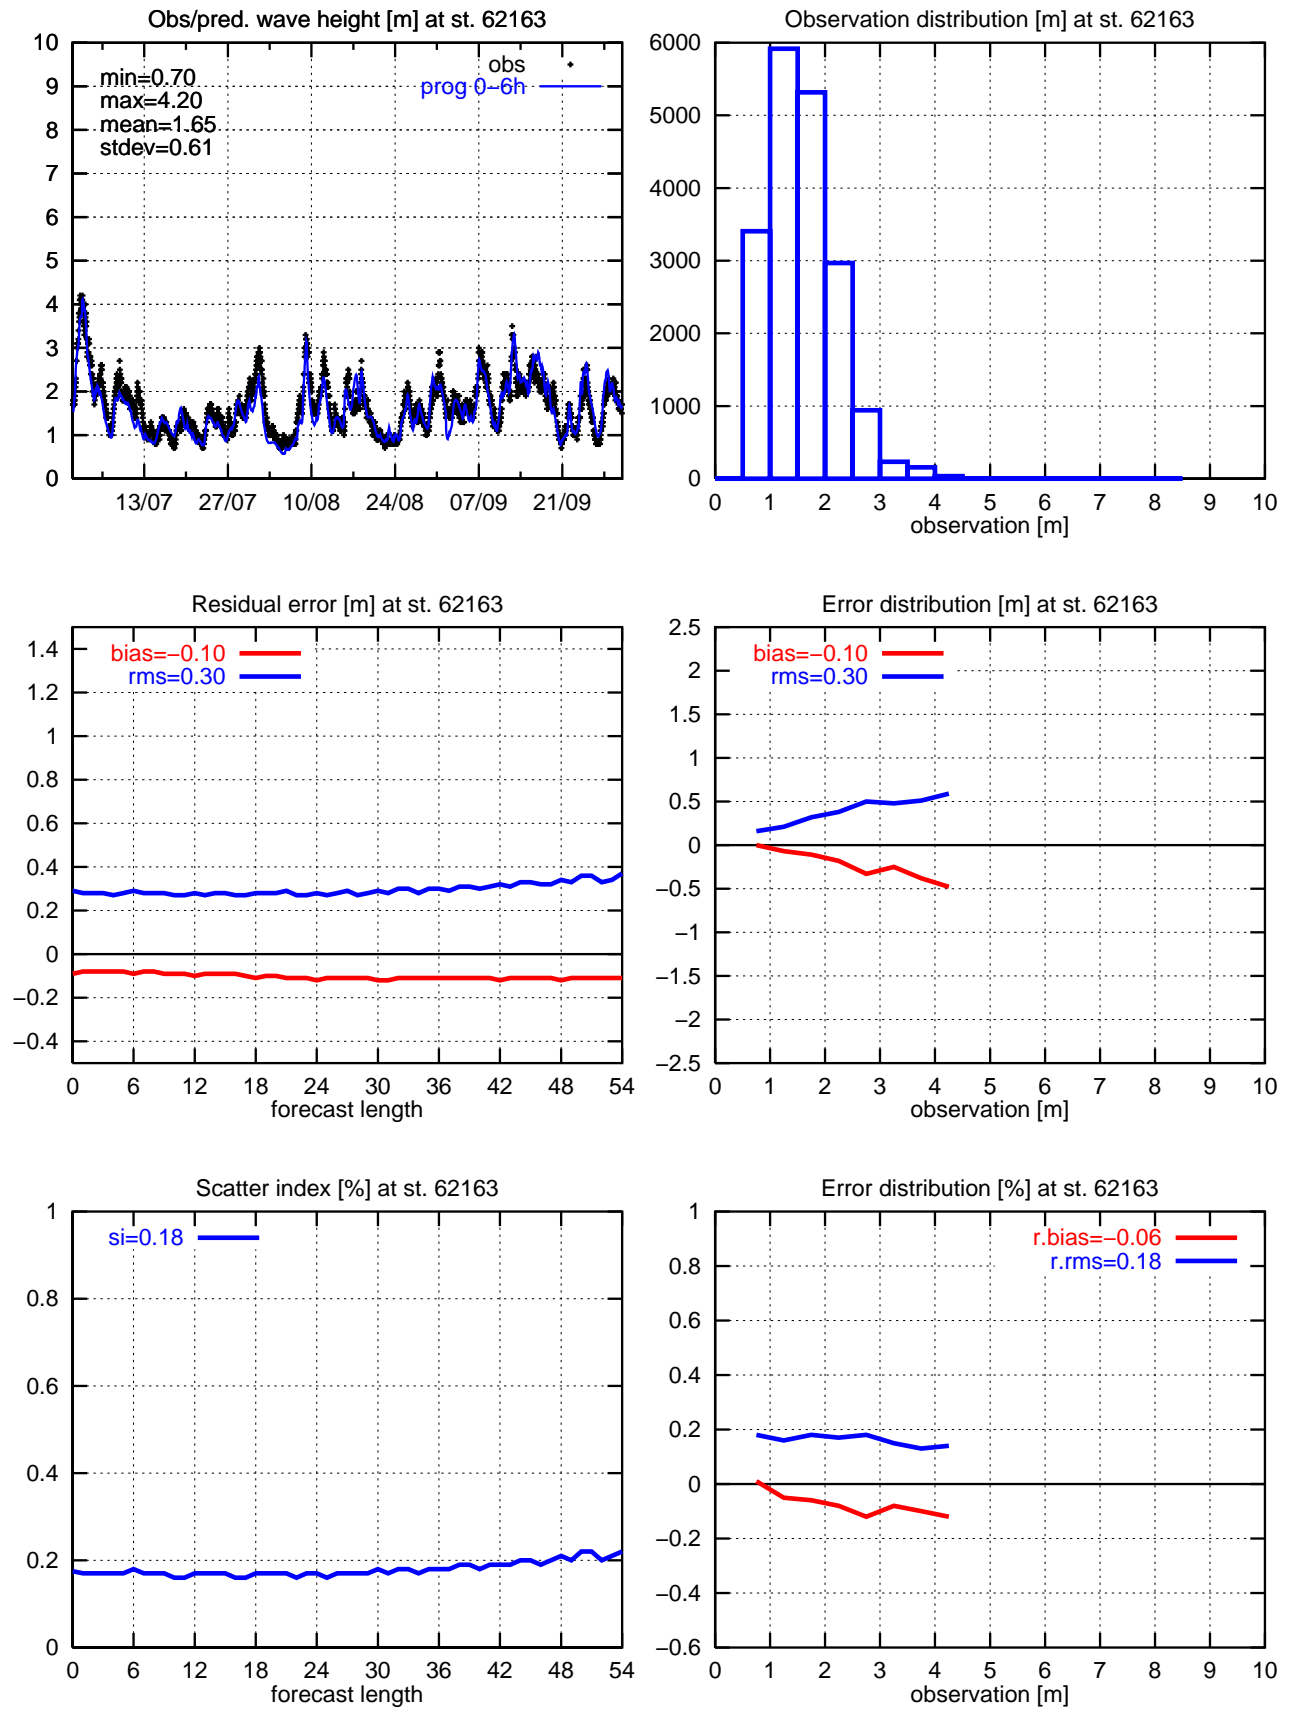 Obs/pred. wave height [m] at st. 62163
10
9
8
7
6
5
4
3
2
1
0
min=0.70
max=4.20
mean=1.65
stdev=0.61
obs
prog 0−6h
13/07 27/07 10/08 24/08 07/09 21/09
Observation distribution [m] at st. 62163
6000
5000
4000
3000
2000
1000
0
0 1 2 3 4 5 6 7 8 9 10
observation [m]
Residual error [m] at st. 62163
1.4
1.2
1
0.8
0.6
0.4
0.2
0
−0.2
−0.4
bias=−0.10
rms=0.30
0 6 12 18 24 30 36 42 48 54
forecast length
Error distribution [m] at st. 62163
2.5
2
1.5
1
0.5
0
−0.5
−1
−1.5
−2
−2.5
bias=−0.10
rms=0.30
0 1 2 3 4 5 6 7 8 9 10
observation [m]
Scatter index [%] at st. 62163
1
0.8
0.6
0.4
0.2
0
si=0.18
0 6 12 18 24 30 36 42 48 54
forecast length
Error distribution [%] at st. 62163
1
0.8
0.6
0.4
0.2
0
−0.2
−0.4
−0.6
r.bias=−0.06
r.rms=0.18
0 1 2 3 4 5 6 7 8 9 10
observation [m]